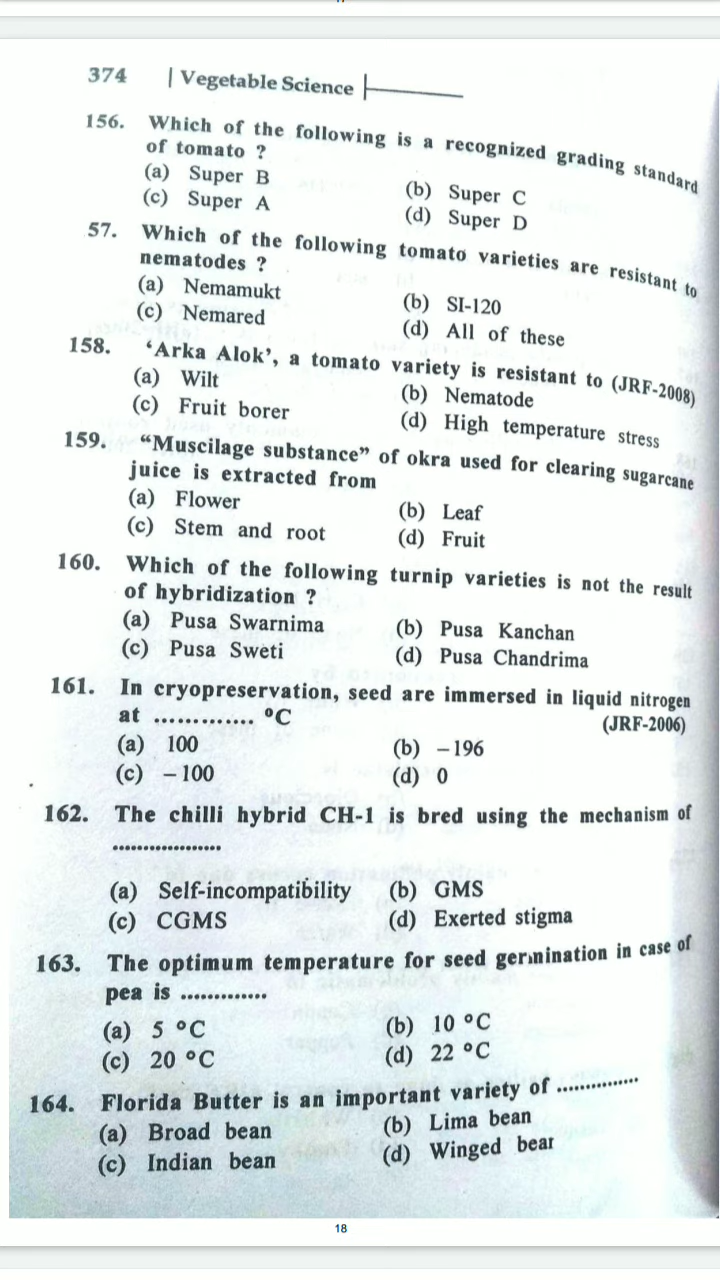 374 | Vegetable Science
156. Which of the following is a recognized grading standard
of tomato ?
(a) Super B (b) Super C
(c) Super A (d) Super D
57. Which of the following tomato varieties are resistant to
nematodes ?
(a) Nemamukt (b) SI-120
(c) Nemared (d) All of these
158. ‘Arka Alok’, a tomato variety is resistant to (JRF-2008)
(a) Wilt (b) Nematode
(c) Fruit borer (d) High temperature stress
159. “Muscilage substance” of okra used for clearing sugarcane
juice is extracted from
(a) Flower (b) Leaf
(c) Stem and root (d) Fruit
160. Which of the following turnip varieties is not the result
of hybridization ?
(a) Pusa Swarnima (b) Pusa Kanchan
(c) Pusa Sweti (d) Pusa Chandrima
161. In cryopreservation, seed are immersed in liquid nitrogen
at ............. °C (JRF-2006)
(a) 100 (b) –196
(c) –100 (d) 0
162. The chilli hybrid CH-1 is bred using the mechanism of
...................
(a) Self-incompatibility (b) GMS
(c) CGMS (d) Exerted stigma
163. The optimum temperature for seed germination in case of
pea is .............
(a) 5 °C (b) 10 °C
(c) 20 °C (d) 22 °C
164. Florida Butter is an important variety of ...............
(a) Broad bean (b) Lima bean
(c) Indian bean (d) Winged bear
18